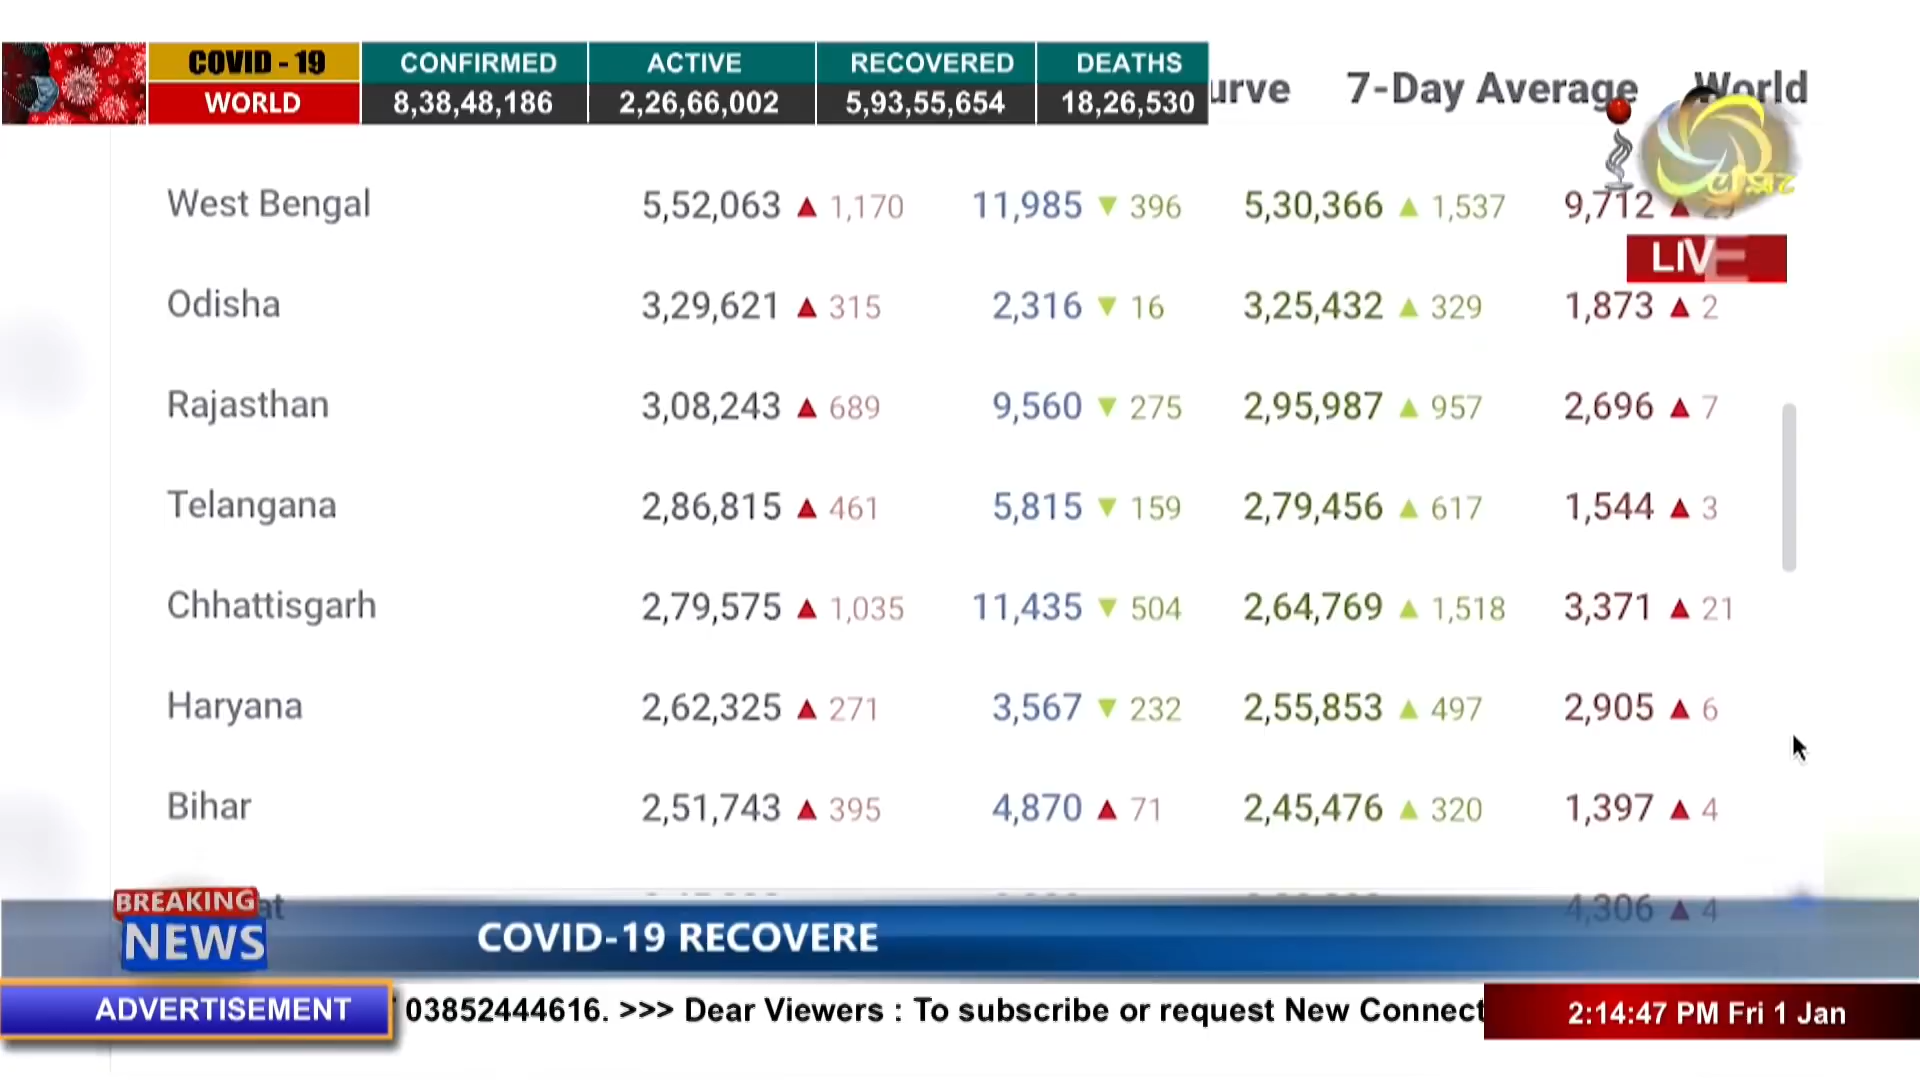 COVID - 19 CONFIRMED ACTIVE RECOVERED DEATHS
WORLD 8,38,48,186 2,26,66,002 5,93,55,654 18,26,530
urve 7-Day Average World
West Bengal 5,52,063 ▲ 1,170 11,985 ▼ 396 5,30,366 ▲ 1,537 9,712 ▲
LIVE
Odisha 3,29,621 ▲ 315 2,316 ▼ 16 3,25,432 ▲ 329 1,873 ▲ 2
Rajasthan 3,08,243 ▲ 689 9,560 ▼ 275 2,95,987 ▲ 957 2,696 ▲ 7
Telangana 2,86,815 ▲ 461 5,815 ▼ 159 2,79,456 ▲ 617 1,544 ▲ 3
Chhattisgarh 2,79,575 ▲ 1,035 11,435 ▼ 504 2,64,769 ▲ 1,518 3,371 ▲ 21
Haryana 2,62,325 ▲ 271 3,567 ▼ 232 2,55,853 ▲ 497 2,905 ▲ 6
Bihar 2,51,743 ▲ 395 4,870 ▲ 71 2,45,476 ▲ 320 1,397 ▲ 4
at 4,306 ▲ 4
BREAKING
NEWS
COVID-19 RECOVERE
ADVERTISEMENT 03852444616. >>> Dear Viewers : To subscribe or request New Connect 2:14:47 PM Fri 1 Jan